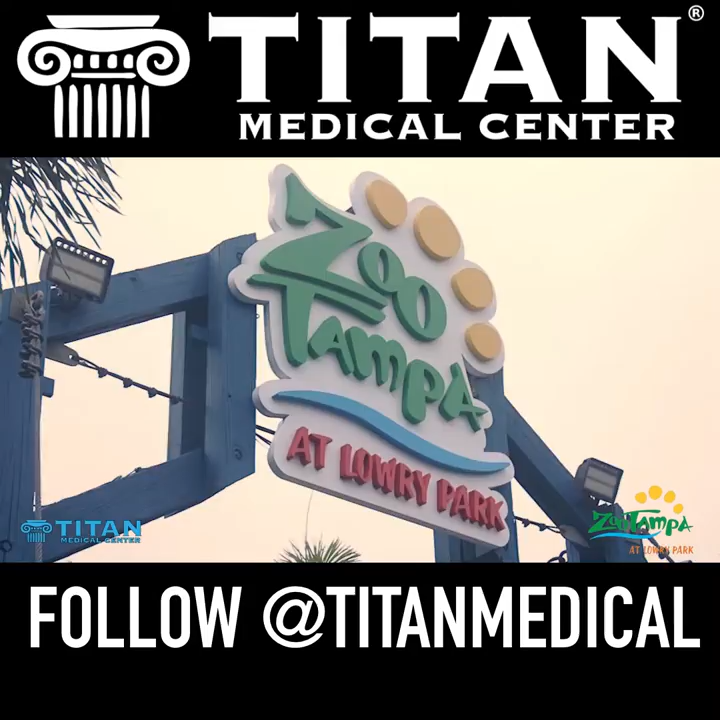 TITAN®
MEDICAL CENTER
Zoo
Tampa
AT LOWRY PARK
TITAN
MEDICAL CENTER
ZooTampa
AT LOWRY PARK
FOLLOW @TITANMEDICAL